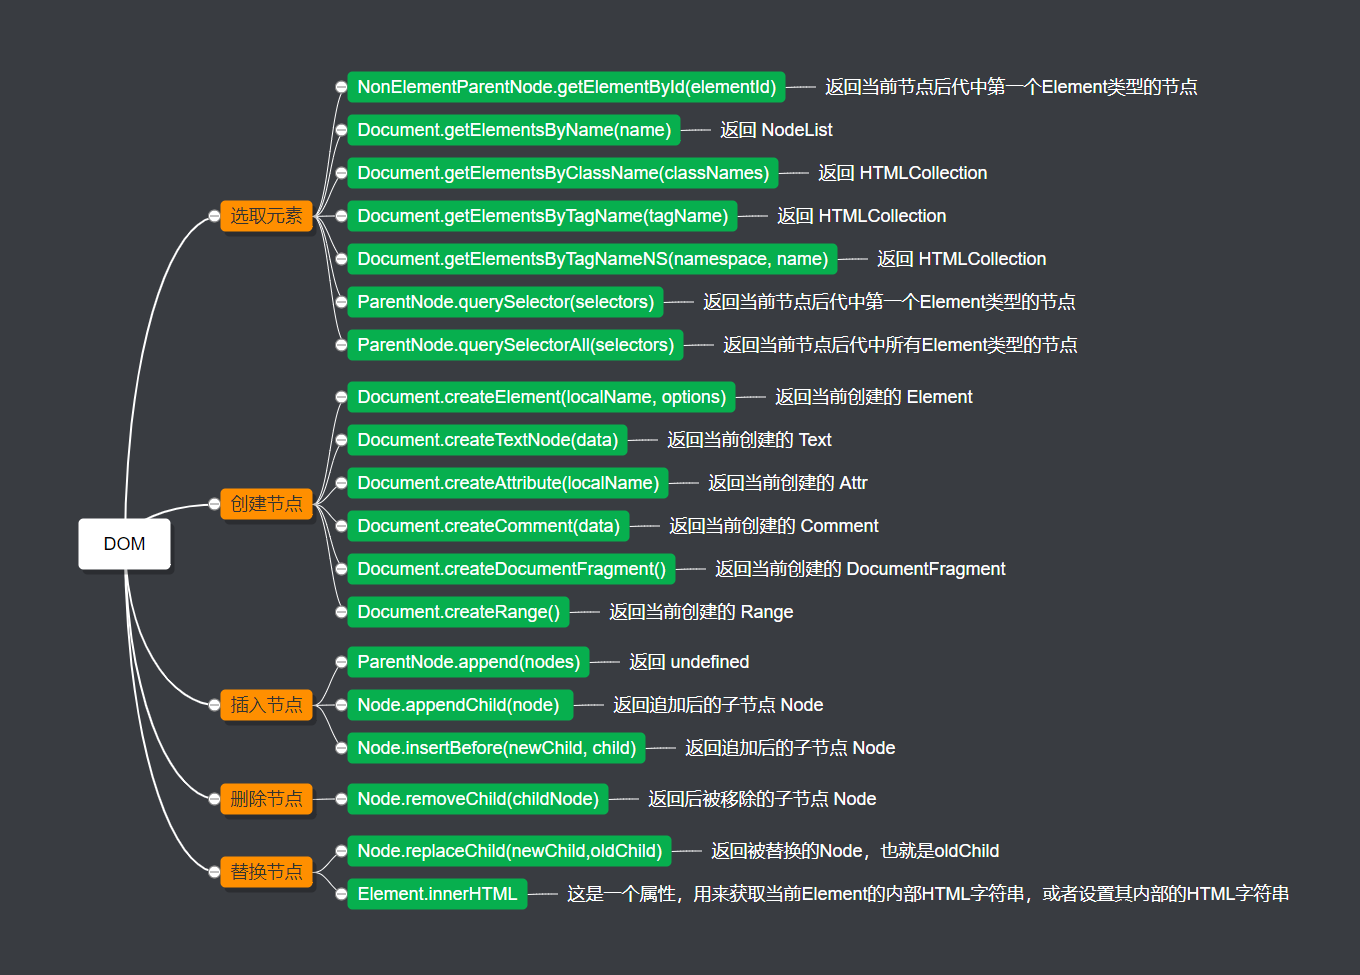 DOM
选取元素
NonElementParentNode.getElementById(elementId) 返回当前节点后代中第一个Element类型的节点
Document.getElementsByName(name) 返回 NodeList
Document.getElementsByClassName(classNames) 返回 HTMLCollection
Document.getElementsByTagName(tagName) 返回 HTMLCollection
Document.getElementsByTagNameNS(namespace, name) 返回 HTMLCollection
ParentNode.querySelector(selectors) 返回当前节点后代中第一个Element类型的节点
ParentNode.querySelectorAll(selectors) 返回当前节点后代中所有Element类型的节点
创建节点
Document.createElement(localName, options) 返回当前创建的 Element
Document.createTextNode(data) 返回当前创建的 Text
Document.createAttribute(localName) 返回当前创建的 Attr
Document.createComment(data) 返回当前创建的 Comment
Document.createDocumentFragment() 返回当前创建的 DocumentFragment
Document.createRange() 返回当前创建的 Range
插入节点
ParentNode.append(nodes) 返回 undefined
Node.appendChild(node) 返回追加后的子节点 Node
Node.insertBefore(newChild, child) 返回追加后的子节点 Node
删除节点
Node.removeChild(childNode) 返回后被移除的子节点 Node
替换节点
Node.replaceChild(newChild,oldChild) 返回被替换的Node，也就是oldChild
Element.innerHTML 这是一个属性，用来获取当前Element的内部HTML字符串，或者设置其内部的HTML字符串